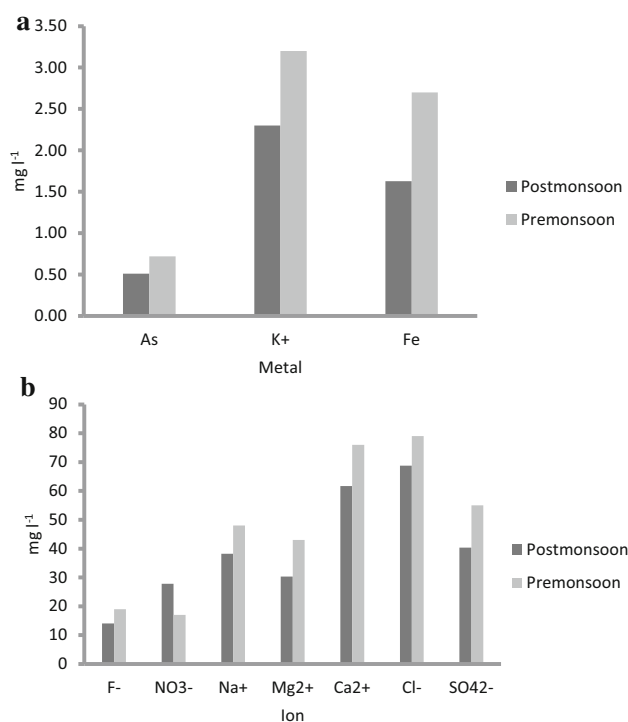 a
3.50
3.00
2.50
2.00
1.50
1.00
0.50
0.00
mg l-1
As K+ Fe
Metal
Postmonsoon
Premonsoon
b
90
80
70
60
50
40
30
20
10
0
mg l-1
F- NO3- Na+ Mg2+ Ca2+ Cl- SO42-
Ion
Postmonsoon
Premonsoon